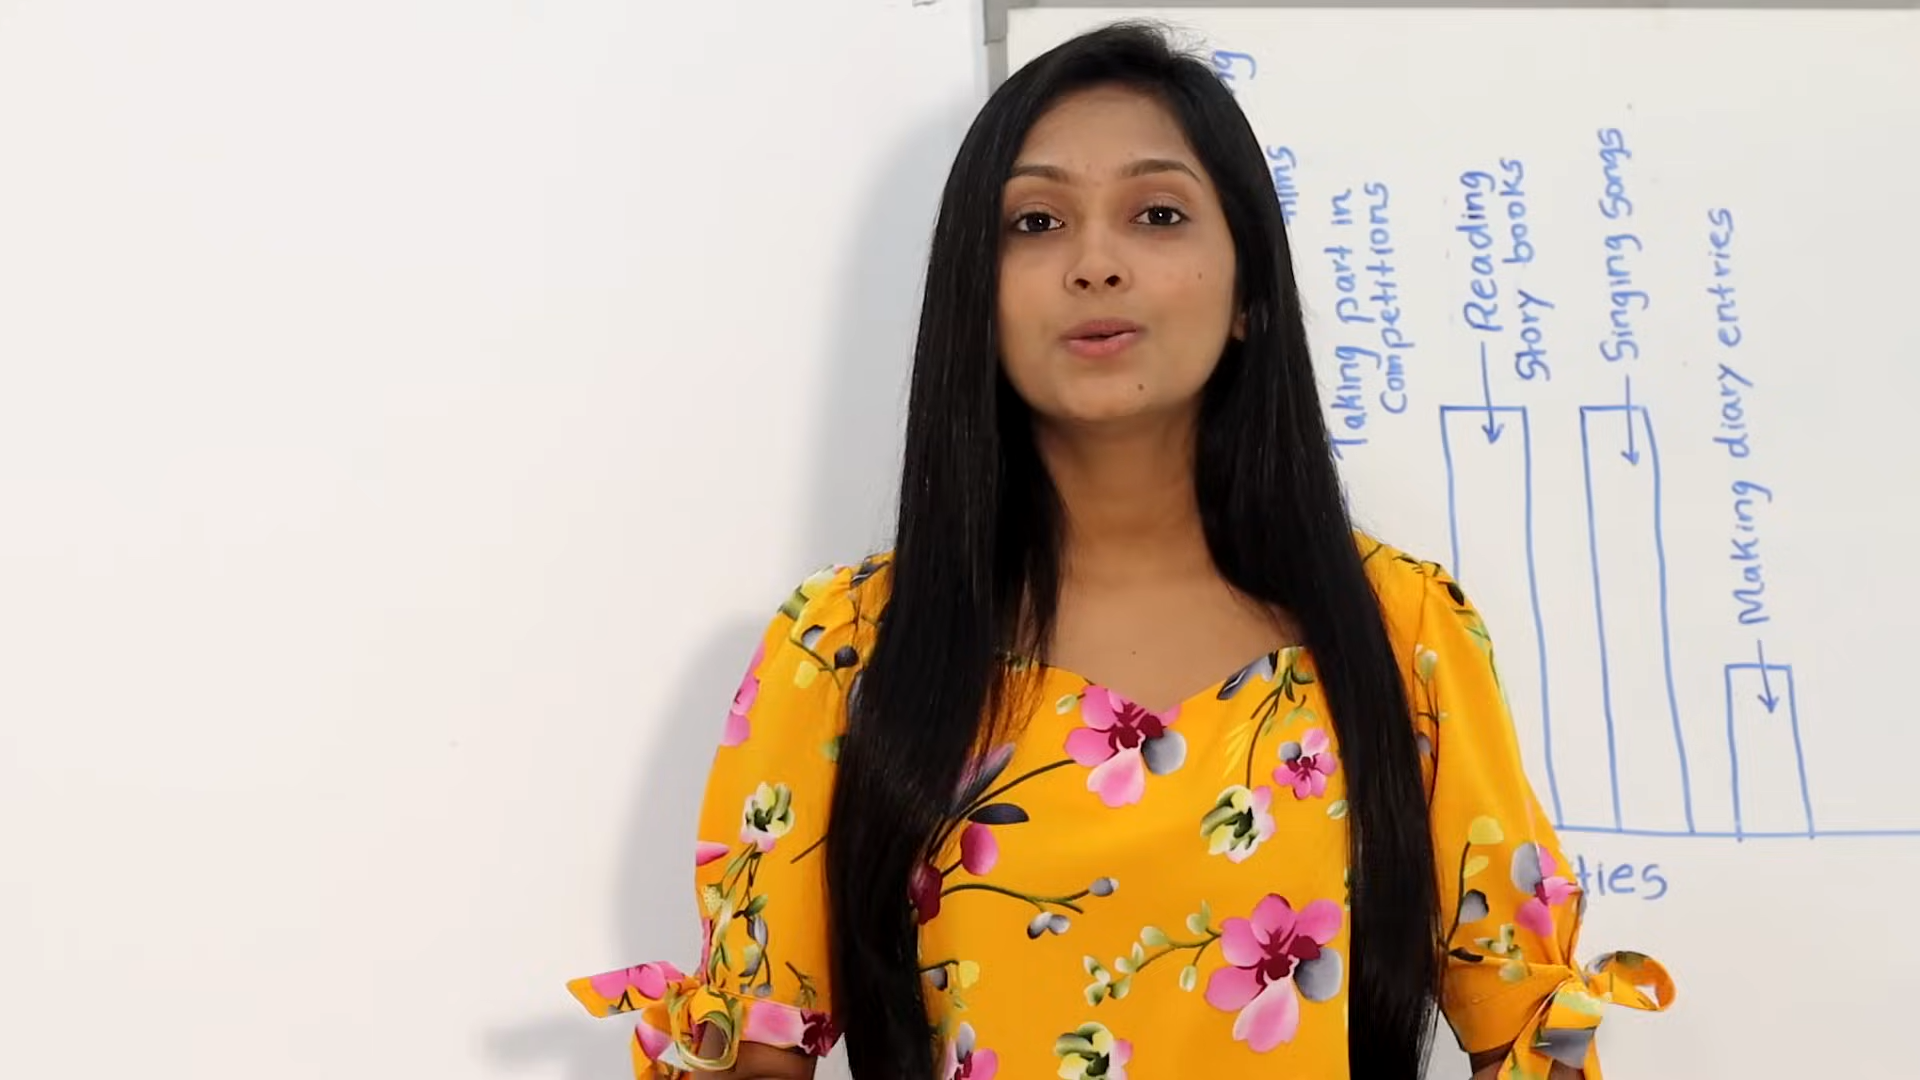 Taking part in
Competitions
Reading
Story books
Singing Songs
Making diary entries